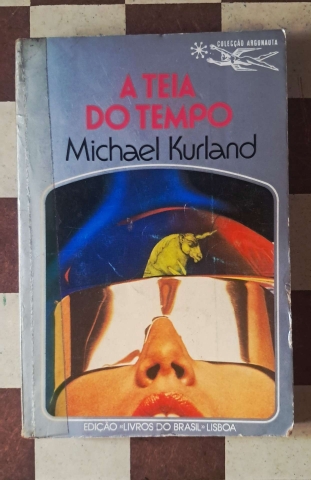 COLECÇÃO ARGONAUTA
A TEIA
DO TEMPO
Michael Kurland
EDIÇÃO »LIVROS DO BRASIL« LISBOA